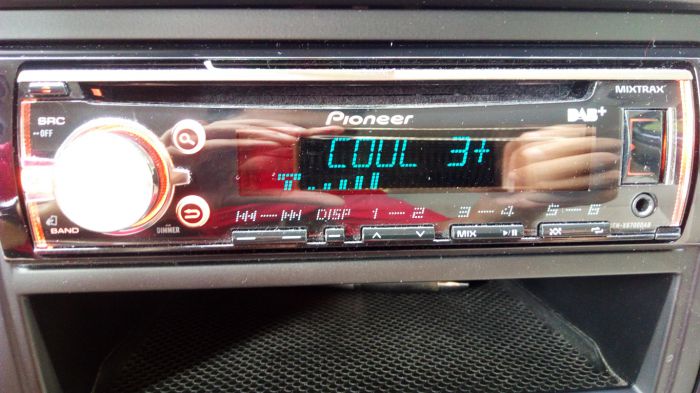 MIXTRAX
SRC
OFF
Pioneer
DAB+
COOL 3+
DISP 1 2 3 4 5 6
BAND
DIMMER
MIX